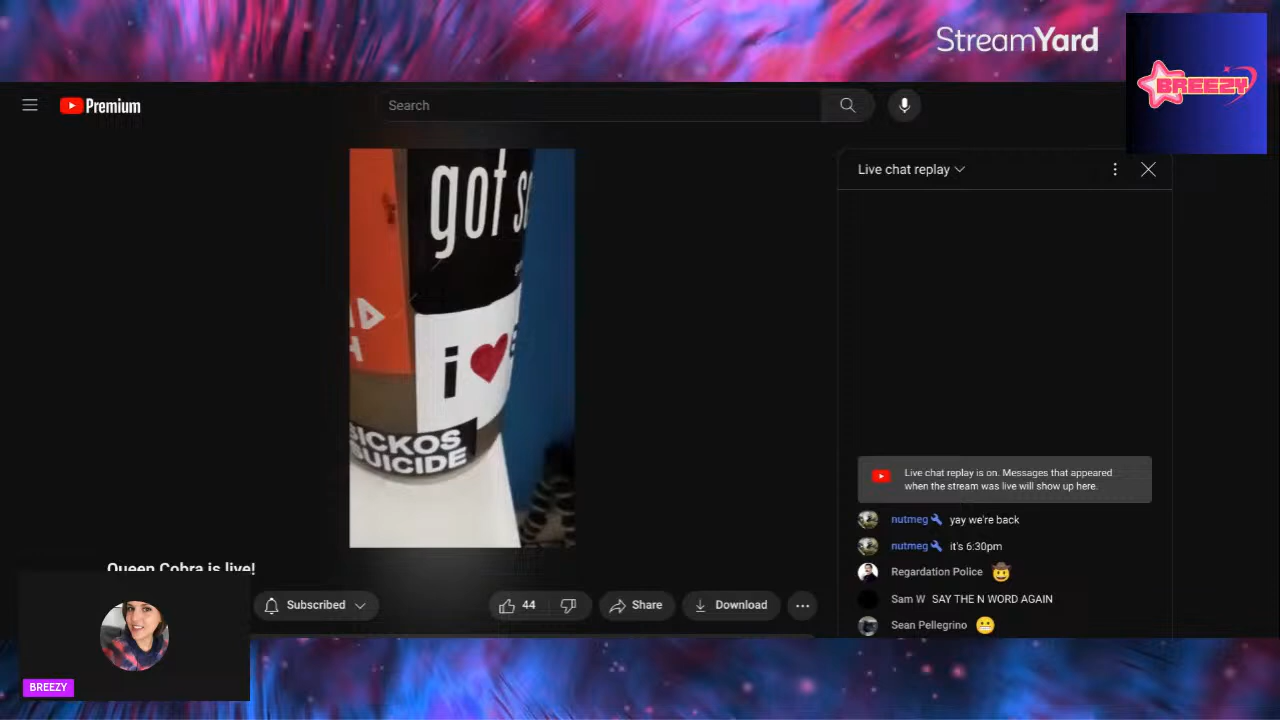 StreamYard
BREEZY
Premium
Search
Live chat replay
got
i
SICKOS
SUICIDE
Live chat replay is on. Messages that appeared
when the stream was live will show up here.
nutmeg yay we're back
nutmeg it's 6:30pm
Regardation Police
Sam W SAY THE N WORD AGAIN
Sean Pellegrino
Queen Cobra is live!
Subscribed
44
Share
Download
BREEZY